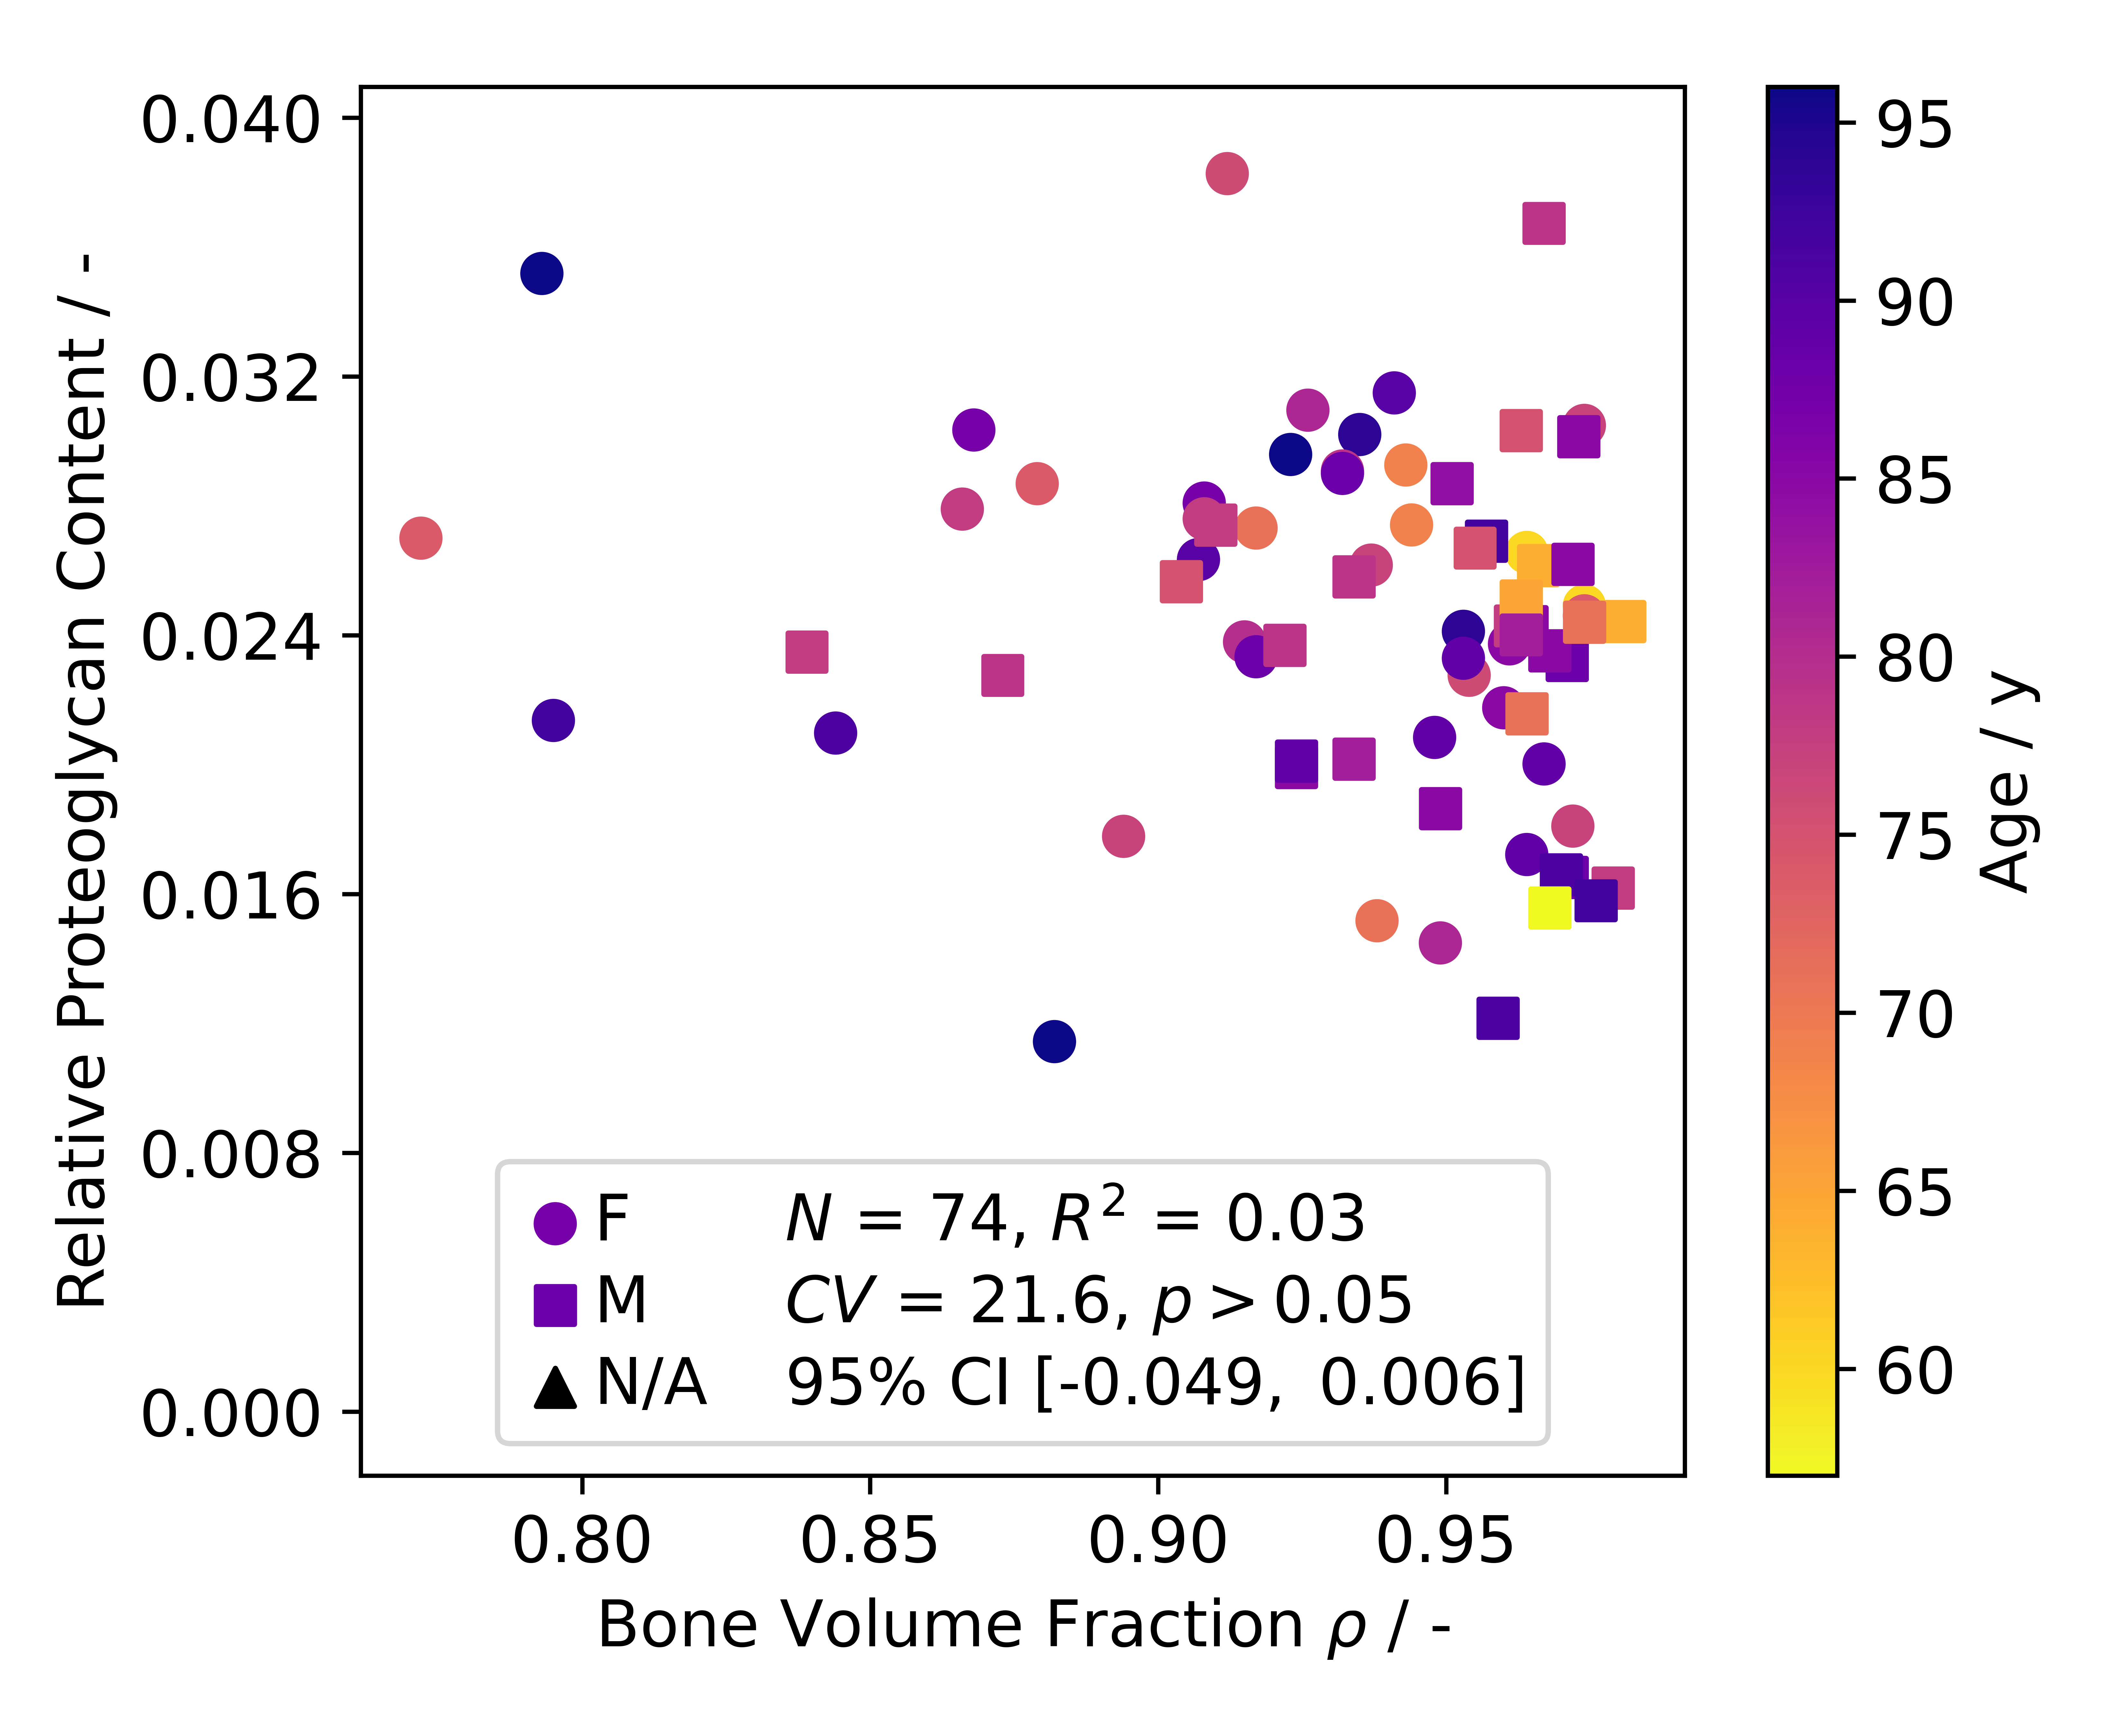 Relative Proteoglycan Content / -
0.040
0.032
0.024
0.016
0.008
0.000
F
M
N/A
N = 74, R² = 0.03
CV = 21.6, p > 0.05
95% CI [-0.049, 0.006]
0.80 0.85 0.90 0.95
Bone Volume Fraction ρ / -
95
90
85
80
75
70
65
60
Age / y